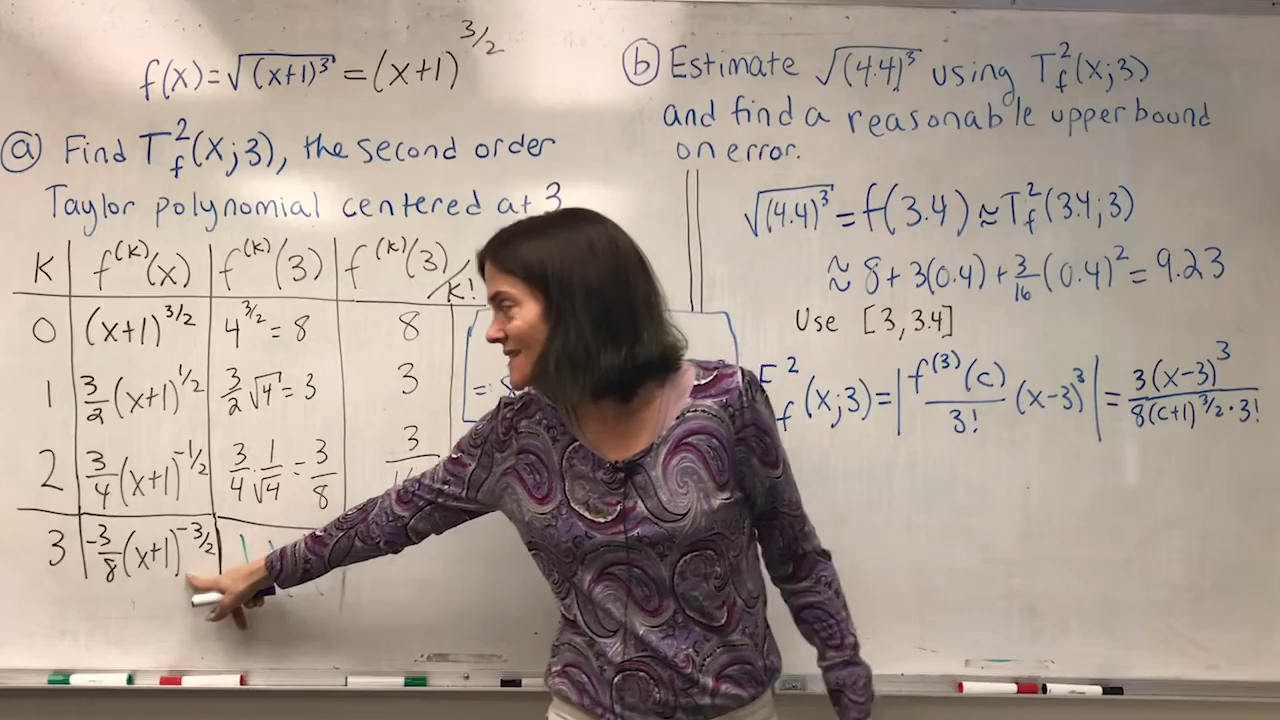 f(x)=√(x+1)³ = (x+1)^3/2
ⓐ Find T_f^2(x;3), the second order
Taylor polynomial centered at 3
K | f^(k)(x) | f^(k)(3) | f^(k)(3)/k!
0 | (x+1)^3/2 | 4^3/2 = 8 | 8
1 | 3/2 (x+1)^1/2 | 3/2 √4 = 3 | 3
2 | 3/4 (x+1)^-1/2 | 3/4 · 1/√4 = 3/8 | 3
3 | -3/8 (x+1)^-3/2
ⓑ Estimate √(4.4)³ using T_f^2(x;3)
and find a reasonable upper bound
on error.
√(4.4)³ = f(3.4) ≈ T_f^2(3.4;3)
≈ 8+3(0.4)+3/16(0.4)² = 9.23
Use [3,3.4]
E_f^2(x;3)=|f^(3)(c)/3! (x-3)³| = 3(x-3)³/8(c+1)^3/2 · 3!